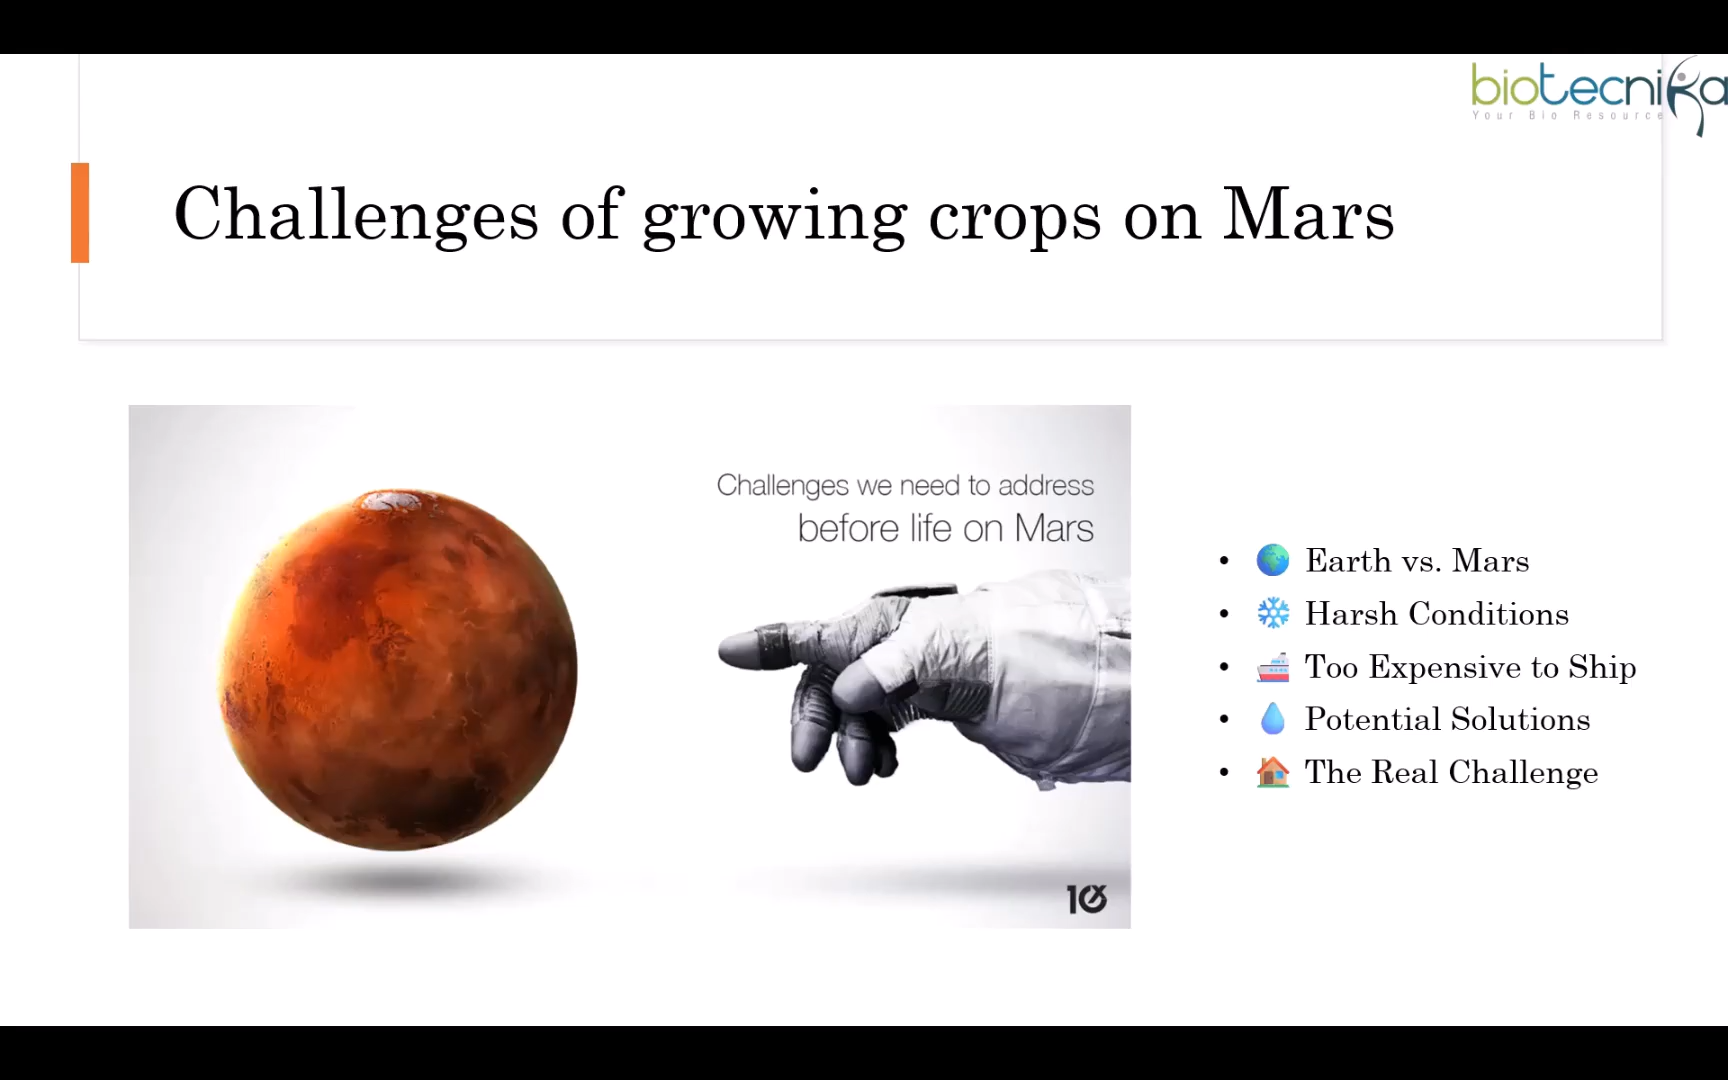 biotecnika
Your Bio Resource
Challenges of growing crops on Mars
Challenges we need to address
before life on Mars
10x
• 🌍 Earth vs. Mars
• ❄️ Harsh Conditions
• 🚢 Too Expensive to Ship
• 💧 Potential Solutions
• 🏠 The Real Challenge